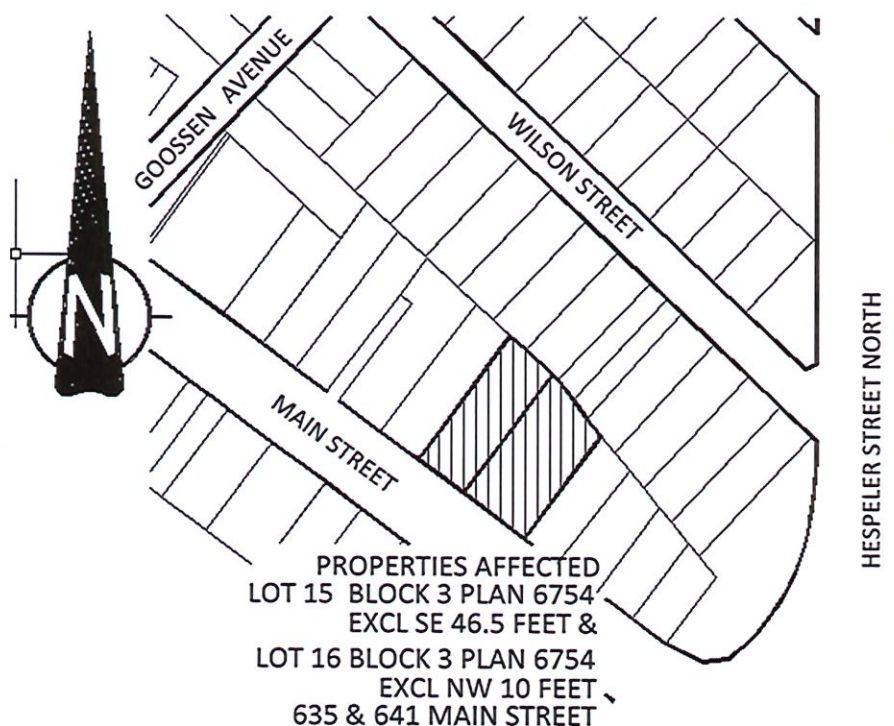 GOOSSEN AVENUE
WILSON STREET
N
MAIN STREET
HESPELER STREET NORTH
PROPERTIES AFFECTED
LOT 15 BLOCK 3 PLAN 6754
EXCL SE 46.5 FEET &
LOT 16 BLOCK 3 PLAN 6754
EXCL NW 10 FEET
635 & 641 MAIN STREET